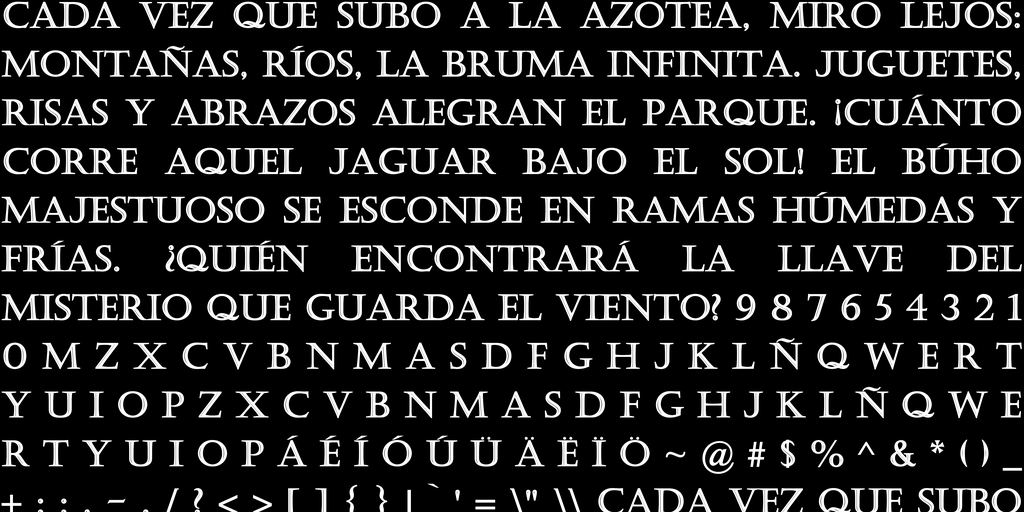 CADA VEZ QUE SUBO A LA AZOTEA, MIRO LEJOS:
MONTAÑAS, RÍOS, LA BRUMA INFINITA. JUGUETES,
RISAS Y ABRAZOS ALEGRAN EL PARQUE. ¡CUÁNTO
CORRE AQUEL JAGUAR BAJO EL SOL! EL BÚHO
MAJESTUOSO SE ESCONDE EN RAMAS HÚMEDAS Y
FRÍAS. ¿QUIÉN ENCONTRARÁ LA LLAVE DEL
MISTERIO QUE GUARDA EL VIENTO? 9 8 7 6 5 4 3 2 1
0 M Z X C V B N M A S D F G H J K L Ñ Q W E R T
Y U I O P Z X C V B N M A S D F G H J K L Ñ Q W E
R T Y U I O P Á É Í Ó Ú Ü Ä Ë Ï Ö ~ @ # $ % ^ & * ( ) _
+ : ; , - . / ? < > [ ] { } | ` ' = \" \\ CADA VEZ QUE SUBO